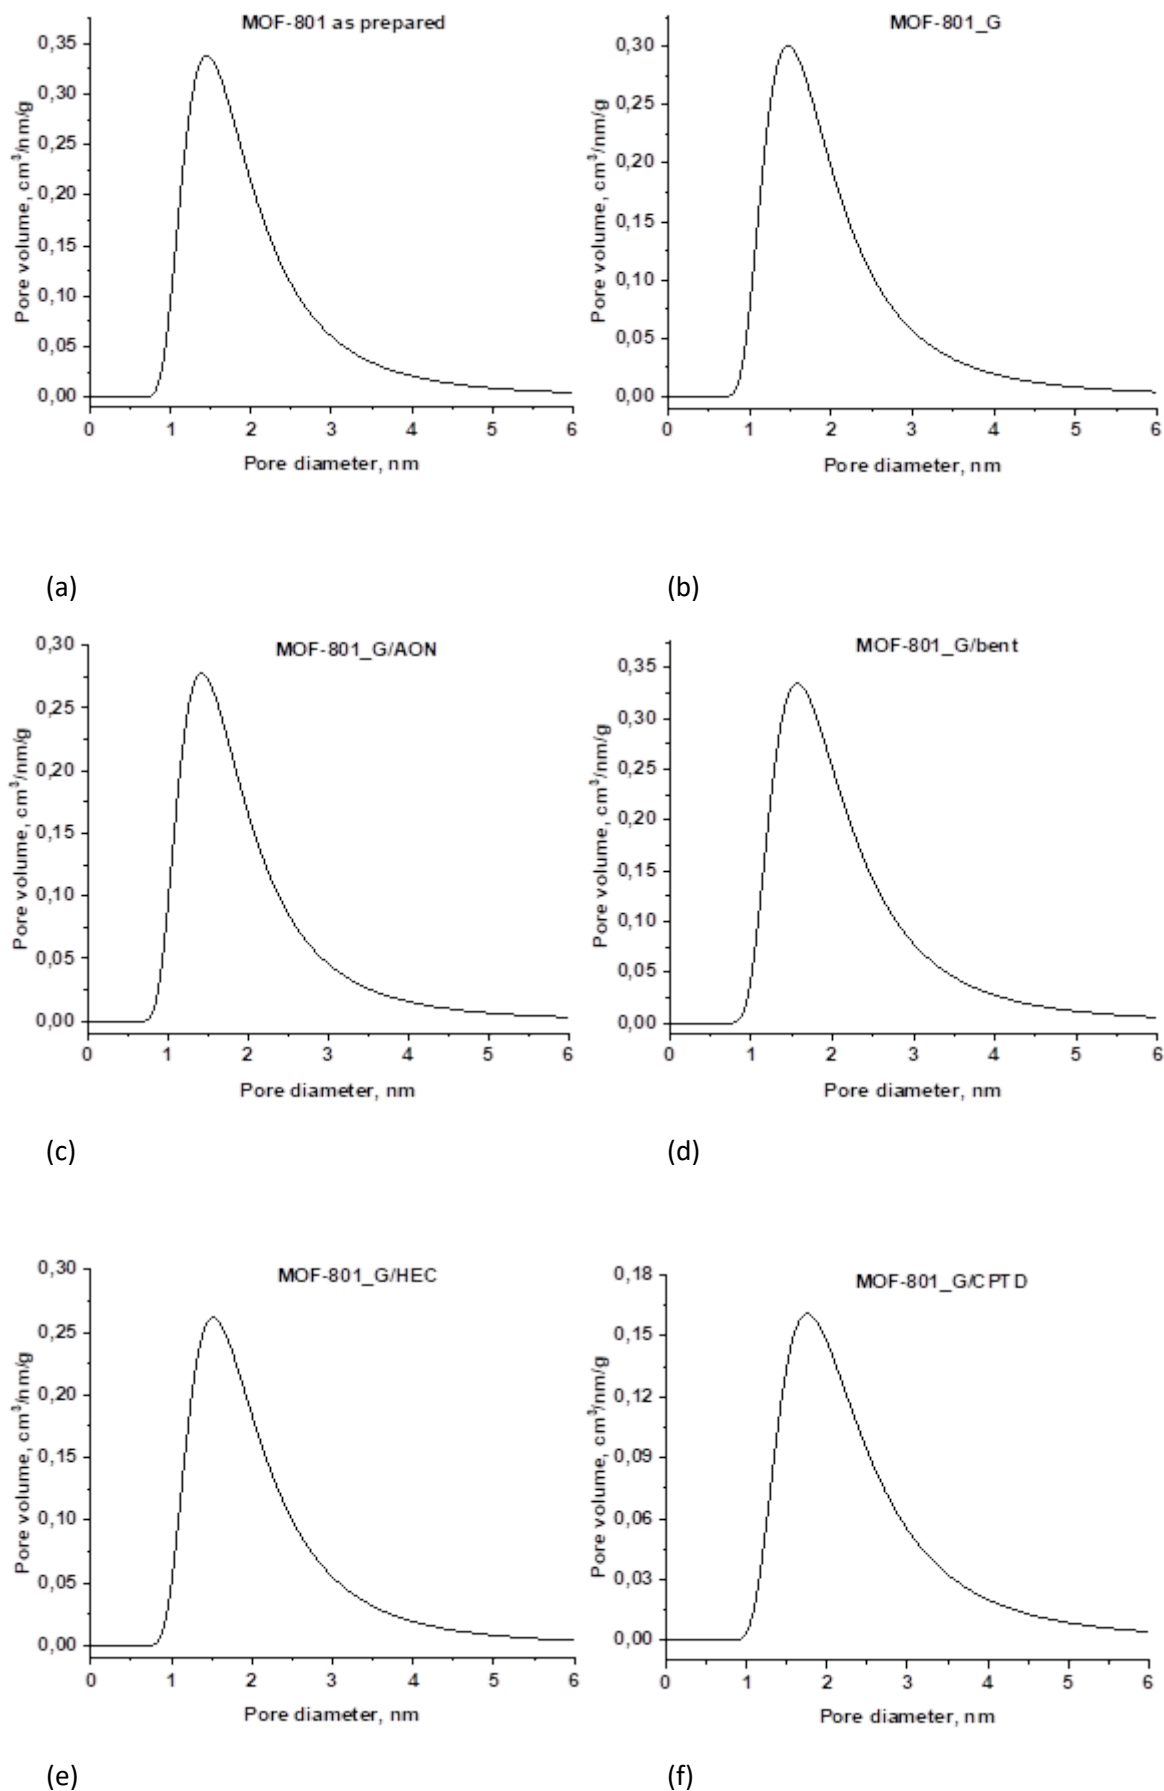 MOF-801 as prepared
Pore volume, cm³/nm/g
0,35
0,30
0,25
0,20
0,15
0,10
0,05
0,00
0 1 2 3 4 5 6
Pore diameter, nm
(a)
MOF-801_G
Pore volume, cm³/nm/g
0,30
0,25
0,20
0,15
0,10
0,05
0,00
0 1 2 3 4 5 6
Pore diameter, nm
(b)
MOF-801_G/AON
Pore volume, cm³/nm/g
0,30
0,25
0,20
0,15
0,10
0,05
0,00
0 1 2 3 4 5 6
Pore diameter, nm
(c)
MOF-801_G/bent
Pore volume, cm³/nm/g
0,35
0,30
0,35
0,20
0,15
0,10
0,05
0,00
0 1 2 3 4 5 6
Pore diameter, nm
(d)
MOF-801_G/HEC
Pore volume, cm³/nm/g
0,30
0,25
0,20
0,15
0,10
0,05
0,00
0 1 2 3 4 5 6
Pore diameter, nm
(e)
MOF-801_G/CPTD
Pore volume, cm³/nm/g
0,18
0,15
0,12
0,09
0,06
0,03
0,00
0 1 2 3 4 5 6
Pore diameter, nm
(f)